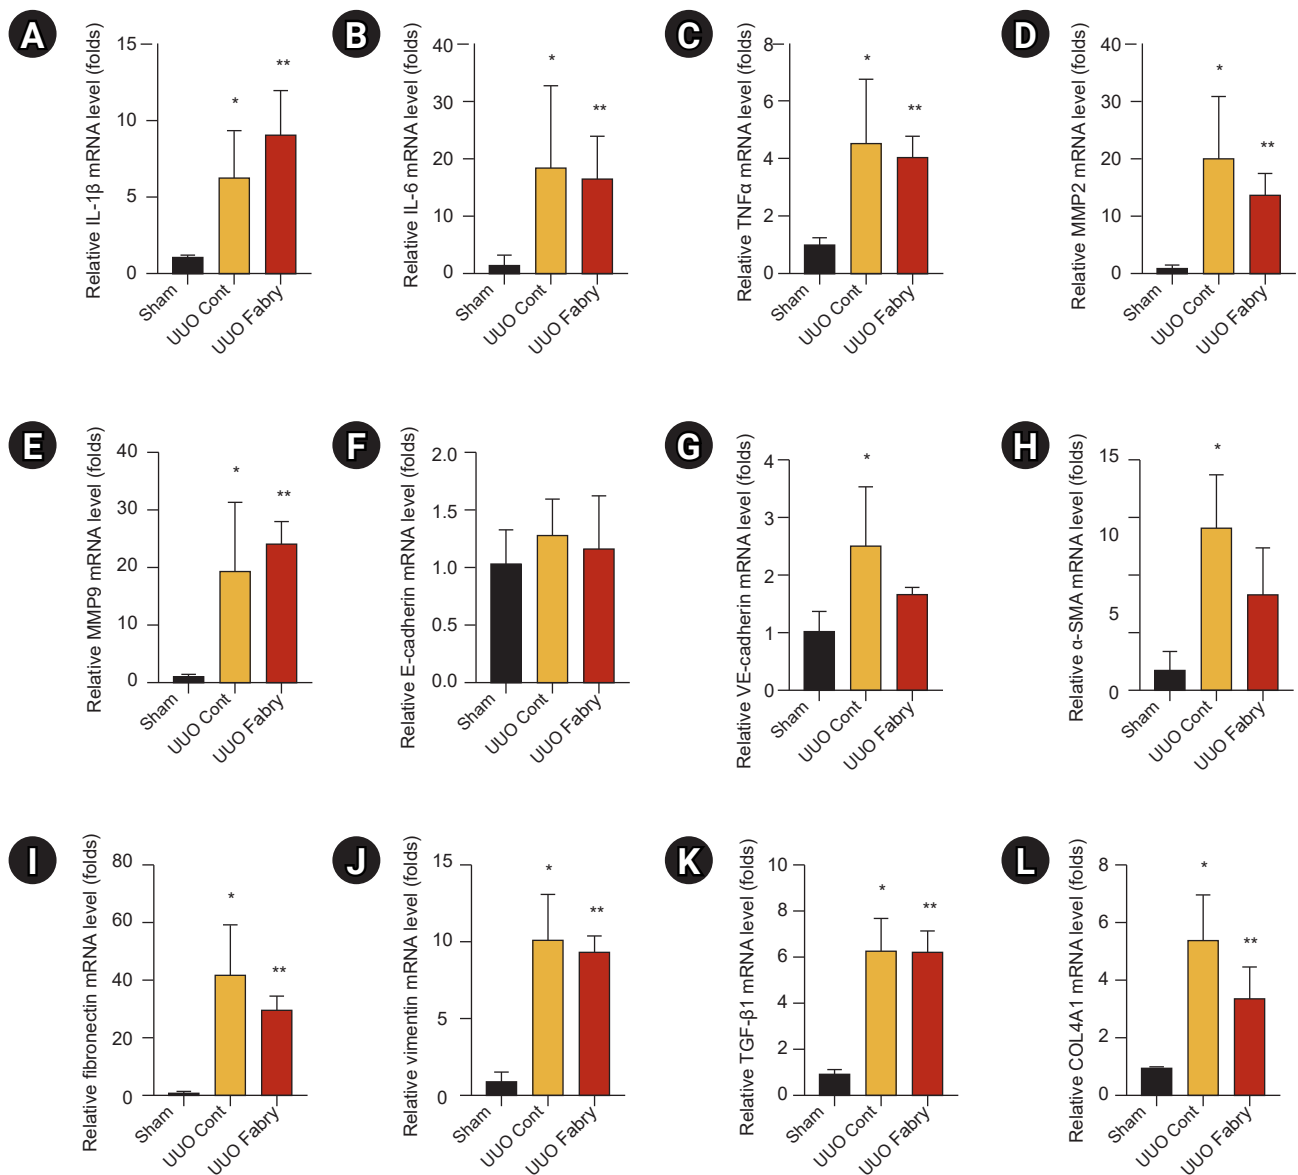 A
Relative IL-1β mRNA level (folds)
15
10
5
0
*
**
Sham
UUO Cont
UUO Fabry
B
Relative IL-6 mRNA level (folds)
40
30
20
10
0
*
**
Sham
UUO Cont
UUO Fabry
C
Relative TNFα mRNA level (folds)
8
6
4
2
0
*
**
Sham
UUO Cont
UUO Fabry
D
Relative MMP2 mRNA level (folds)
40
30
20
10
0
*
**
Sham
UUO Cont
UUO Fabry
E
Relative MMP9 mRNA level (folds)
40
30
20
10
0
*
**
Sham
UUO Cont
UUO Fabry
F
Relative E-cadherin mRNA level (folds)
2.0
1.5
1.0
0.5
0.0
Sham
UUO Cont
UUO Fabry
G
Relative VE-cadherin mRNA level (folds)
4
3
2
1
0
*
Sham
UUO Cont
UUO Fabry
H
Relative α-SMA mRNA level (folds)
15
10
5
0
*
Sham
UUO Cont
UUO Fabry
I
Relative fibronectin mRNA level (folds)
80
60
40
20
0
*
**
Sham
UUO Cont
UUO Fabry
J
Relative vimentin mRNA level (folds)
15
10
5
0
*
**
Sham
UUO Cont
UUO Fabry
K
Relative TGF-β1 mRNA level (folds)
10
8
6
4
2
0
*
**
Sham
UUO Cont
UUO Fabry
L
Relative COL4A1 mRNA level (folds)
8
6
4
2
0
*
**
Sham
UUO Cont
UUO Fabry